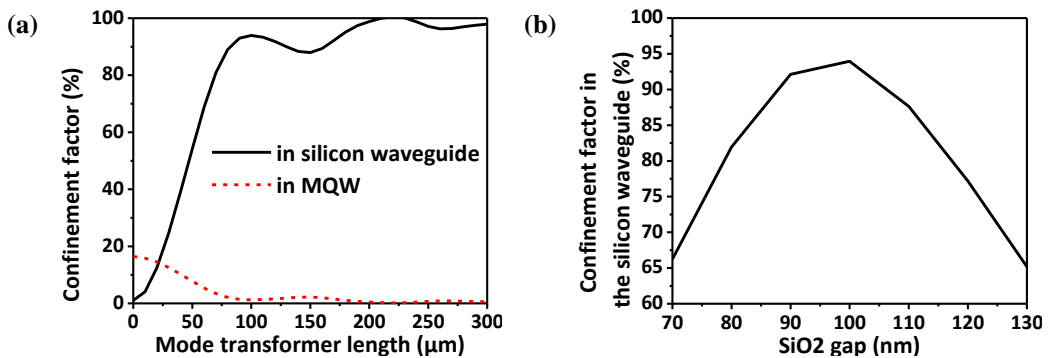 (a)
Confinement factor (%)
100
80
60
40
20
0
in silicon waveguide
in MQW
0 50 100 150 200 250 300
Mode transformer length (μm)
(b)
Confinement factor in
the silicon waveguide (%)
100
95
90
85
80
75
70
65
60
70 80 90 100 110 120 130
SiO2 gap (nm)